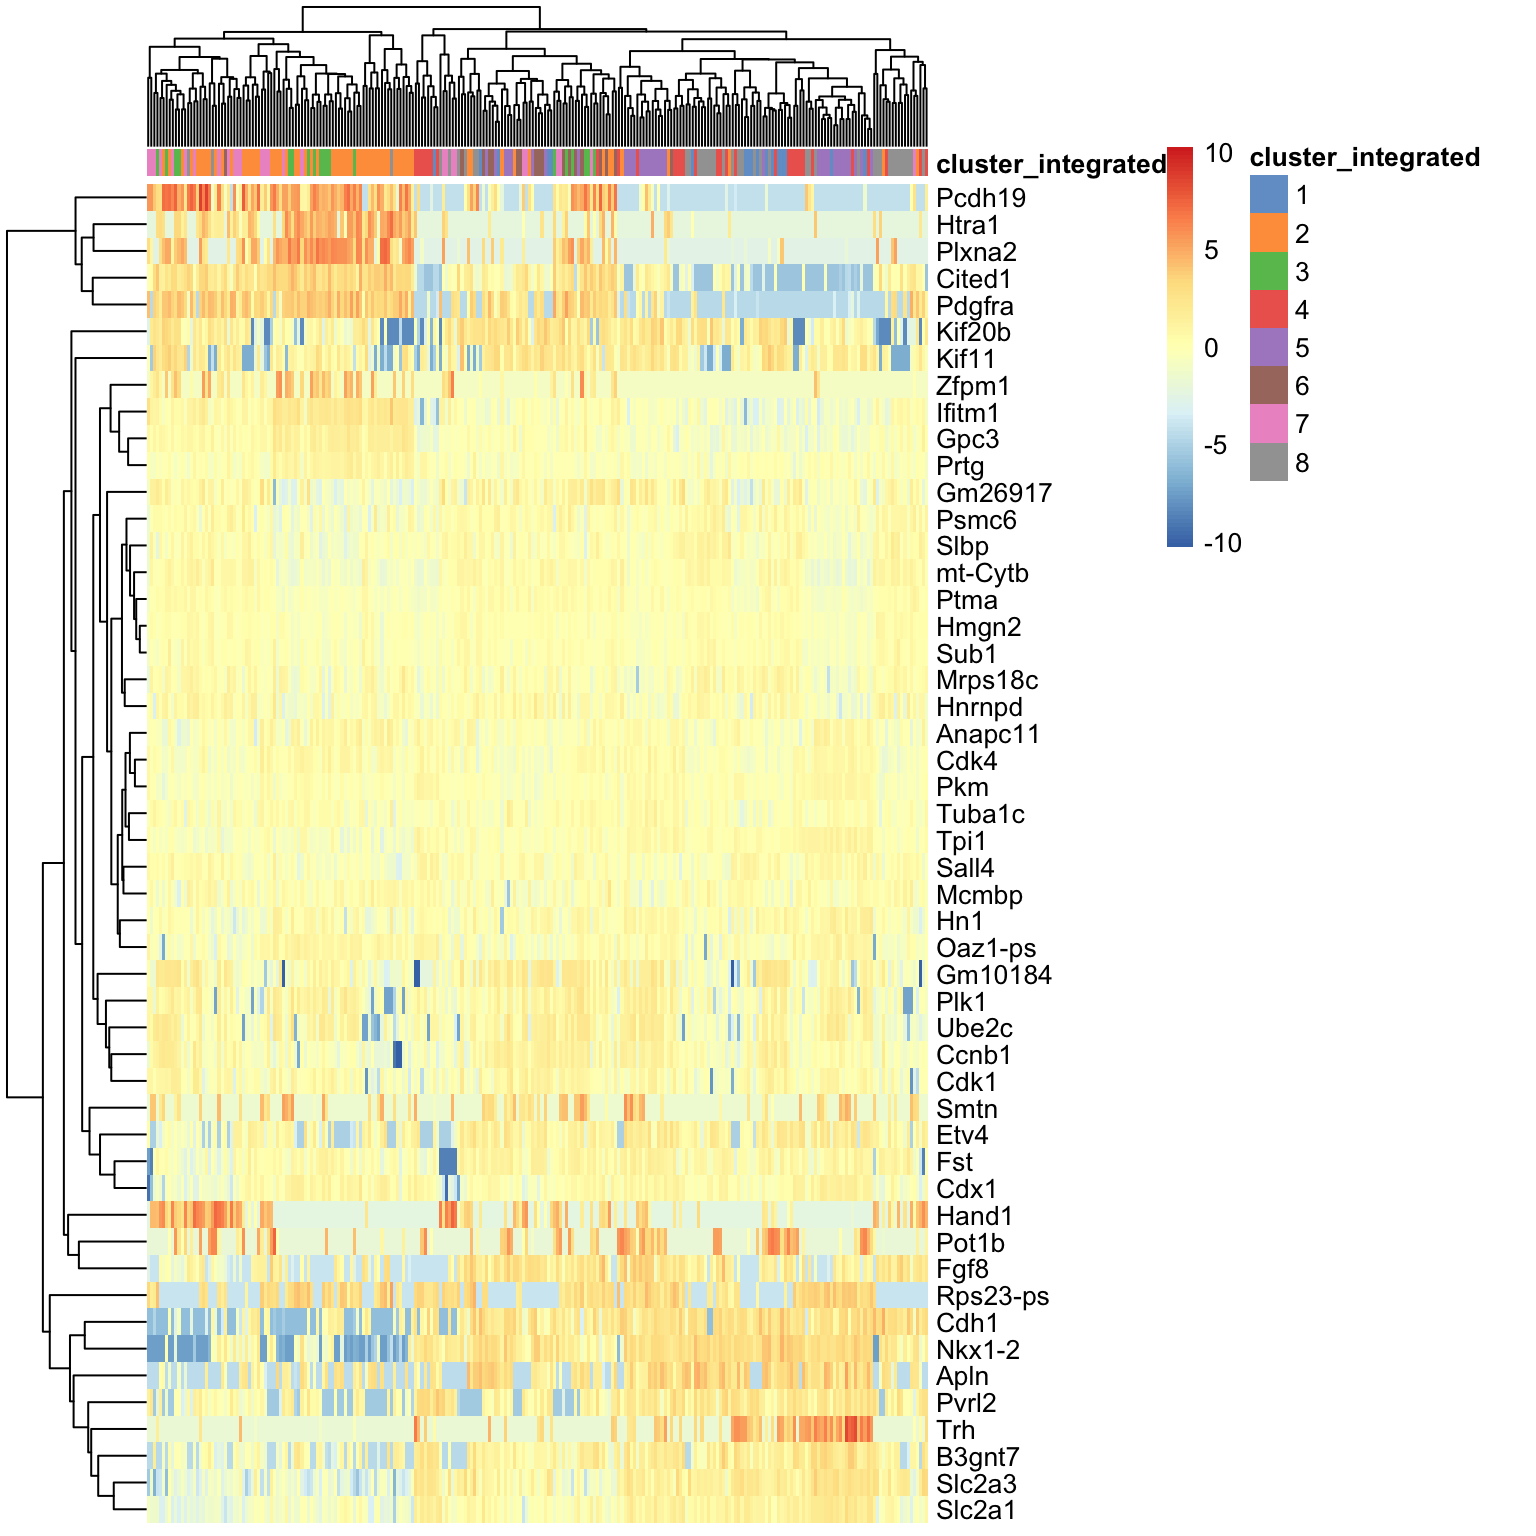 cluster_integrated
Pcdh19
Htra1
Plxna2
Cited1
Pdgfra
Kif20b
Kif11
Zfpm1
Ifitm1
Gpc3
Prtg
Gm26917
Psmc6
Slbp
mt-Cytb
Ptma
Hmgn2
Sub1
Mrps18c
Hnrnpd
Anapc11
Cdk4
Pkm
Tuba1c
Tpi1
Sall4
Mcmbp
Hn1
Oaz1-ps
Gm10184
Plk1
Ube2c
Ccnb1
Cdk1
Smtn
Etv4
Fst
Cdx1
Hand1
Pot1b
Fgf8
Rps23-ps
Cdh1
Nkx1-2
Apln
Pvrl2
Trh
B3gnt7
Slc2a3
Slc2a1
10
5
0
-5
-10
cluster_integrated
1
2
3
4
5
6
7
8